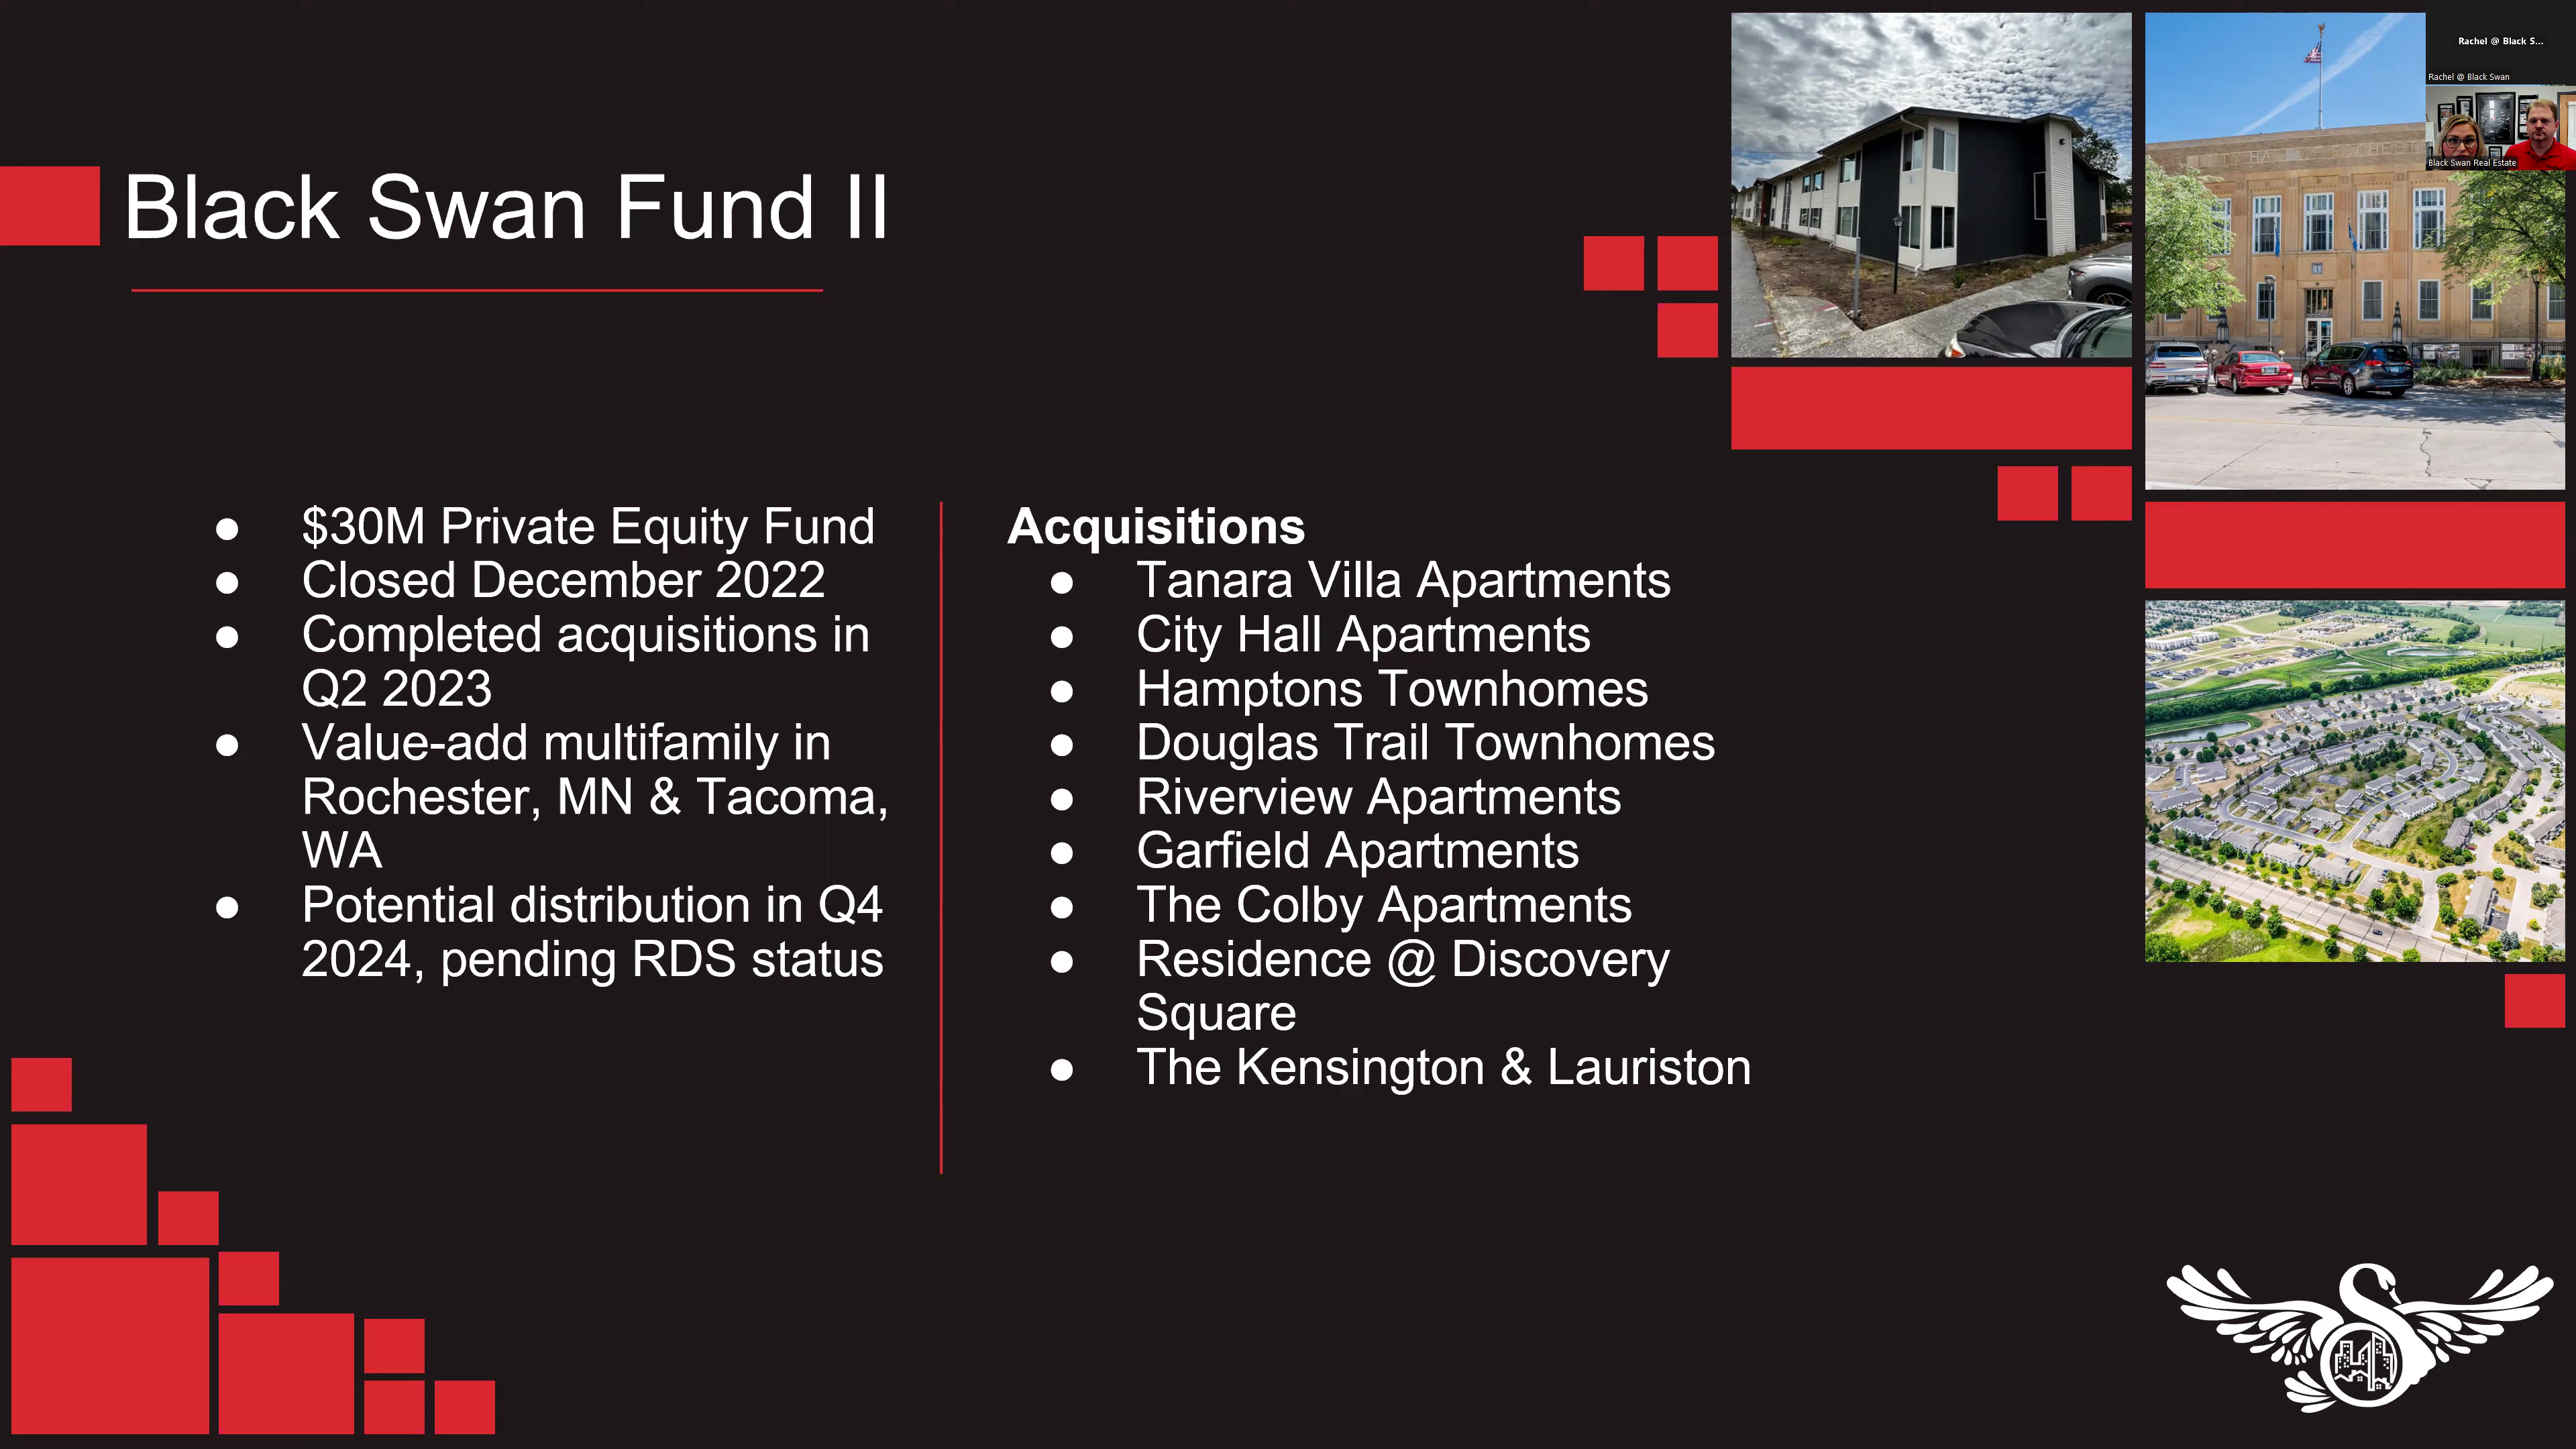 Rachel @ Black S...
Rachel @ Black Swan
Black Swan Real Estate
Black Swan Fund II
● $30M Private Equity Fund
● Closed December 2022
● Completed acquisitions in
Q2 2023
● Value-add multifamily in
Rochester, MN & Tacoma,
WA
● Potential distribution in Q4
2024, pending RDS status
Acquisitions
● Tanara Villa Apartments
● City Hall Apartments
● Hamptons Townhomes
● Douglas Trail Townhomes
● Riverview Apartments
● Garfield Apartments
● The Colby Apartments
● Residence @ Discovery
Square
● The Kensington & Lauriston